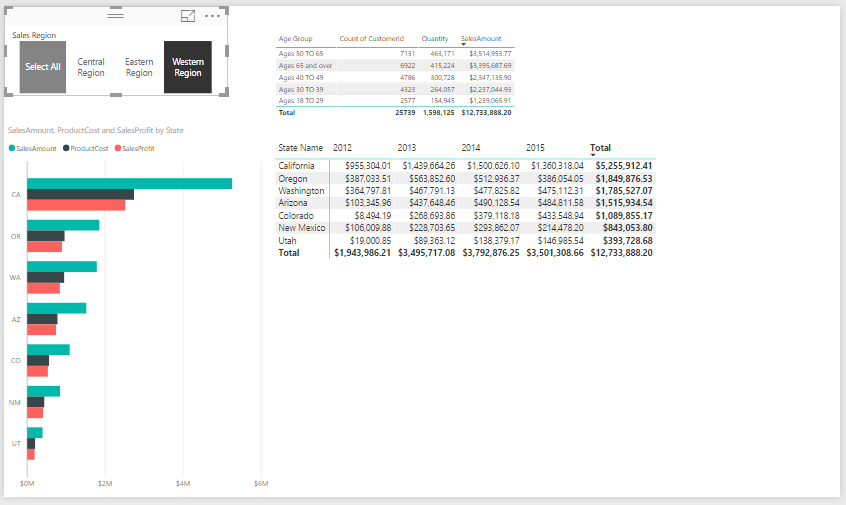 Sales Region
Select All
Central Region
Eastern Region
Western Region
SalesAmount, ProductCost and SalesProfit by State
SalesAmount ProductCost SalesProfit
CA
OR
WA
AZ
CO
NM
UT
$0M $2M $4M $6M
Age Group Count of CustomerId Quantity SalesAmount
Ages 50 TO 65 7131 463,171 $3,514,953.77
Ages 65 and over 6922 415,224 $3,395,687.69
Ages 40 TO 49 4786 300,728 $2,347,135.90
Ages 30 TO 39 4323 264,057 $2,237,044.93
Ages 18 TO 29 2577 154,945 $1,239,065.91
Total 25739 1,598,125 $12,733,888.20
State Name 2012 2013 2014 2015 Total
California $955,304.01 $1,439,664.26 $1,500,626.10 $1,360,318.04 $5,255,912.41
Oregon $387,033.51 $563,852.60 $512,936.37 $386,054.05 $1,849,876.53
Washington $364,797.81 $467,791.13 $477,825.82 $475,112.31 $1,785,527.07
Arizona $103,345.96 $437,648.46 $490,128.54 $484,811.58 $1,515,934.54
Colorado $8,494.19 $268,693.86 $379,118.18 $433,548.94 $1,089,855.17
New Mexico $106,009.88 $228,703.65 $293,862.07 $214,478.20 $843,053.80
Utah $19,000.85 $89,363.12 $138,379.17 $146,985.54 $393,728.68
Total $1,943,986.21 $3,495,717.08 $3,792,876.25 $3,501,308.66 $12,733,888.20